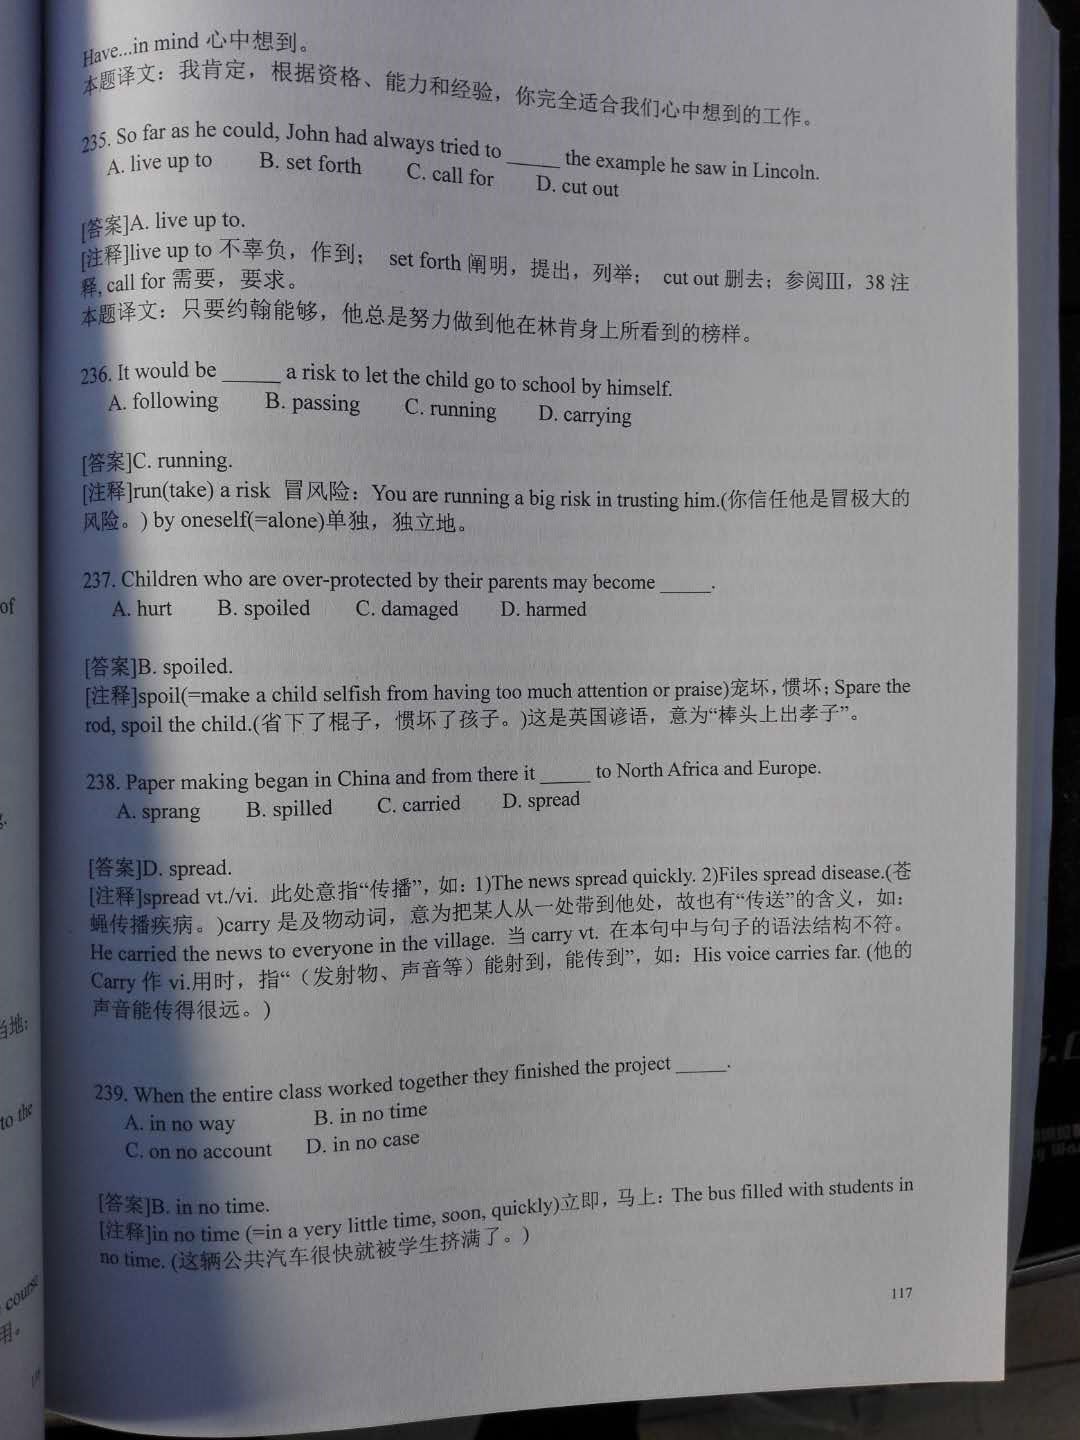 Have...in mind 心中想到。
本题译文：我肯定，根据资格、能力和经验，你完全适合我们心中想到的工作。
235. So far as he could, John had always tried to _____ the example he saw in Lincoln.
A. live up to B. set forth C. call for D. cut out
[答案]A. live up to.
[注释]live up to 不辜负，作到； set forth 阐明，提出，列举； cut out 删去；参阅III，38 注
释, call for 需要，要求。
本题译文：只要约翰能够，他总是努力做到他在林肯身上所看到的榜样。
236. It would be _____ a risk to let the child go to school by himself.
A. following B. passing C. running D. carrying
[答案]C. running.
[注释]run(take) a risk 冒风险：You are running a big risk in trusting him.(你信任他是冒极大的
风险。) by oneself(=alone)单独，独立地。
237. Children who are over-protected by their parents may become _____.
A. hurt B. spoiled C. damaged D. harmed
[答案]B. spoiled.
[注释]spoil(=make a child selfish from having too much attention or praise)宠坏，惯坏；Spare the
rod, spoil the child.(省下了棍子，惯坏了孩子。)这是英国谚语，意为“棒头上出孝子”。
238. Paper making began in China and from there it _____ to North Africa and Europe.
A. sprang B. spilled C. carried D. spread
[答案]D. spread.
[注释]spread vt./vi. 此处意指“传播”，如：1)The news spread quickly. 2)Files spread disease.(苍
蝇传播疾病。)carry 是及物动词，意为把某人从一处带到他处，故也有“传送”的含义，如：
He carried the news to everyone in the village. 当 carry vt. 在本句中与句子的语法结构不符。
Carry 作 vi.用时，指“（发射物、声音等）能射到，能传到”，如：His voice carries far. (他的
声音能传得很远。)
239. When the entire class worked together they finished the project _____.
A. in no way B. in no time
C. on no account D. in no case
[答案]B. in no time.
[注释]in no time (=in a very little time, soon, quickly)立即，马上：The bus filled with students in
no time. (这辆公共汽车很快就被学生挤满了。)
117
of
g.
当地;
to the
course
用。